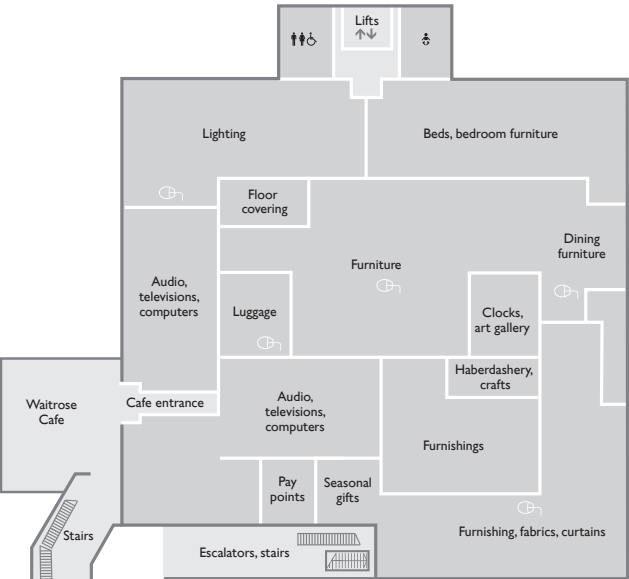 Lifts
Lighting
Beds, bedroom furniture
Floor
covering
Dining
furniture
Furniture
Audio,
televisions,
computers
Luggage
Clocks,
art gallery
Haberdashery,
crafts
Waitrose
Cafe
Cafe entrance
Audio,
televisions,
computers
Furnishings
Pay
points
Seasonal
gifts
Stairs
Escalators, stairs
Furnishing, fabrics, curtains